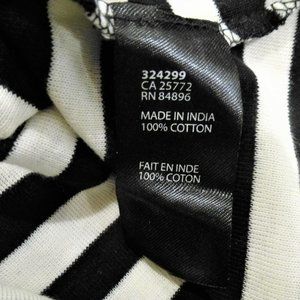 324299
CA 25772
RN 84896
MADE IN INDIA
100% COTTON
FAIT EN INDE
100% COTON